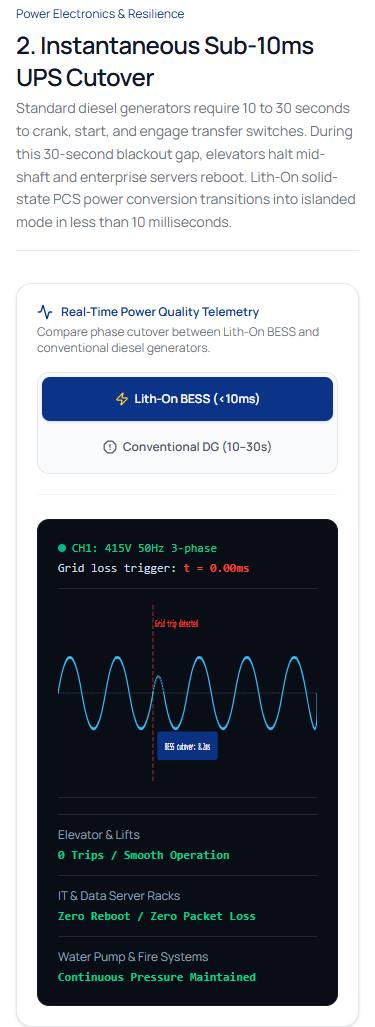 Power Electronics & Resilience
2. Instantaneous Sub-10ms
UPS Cutover
Standard diesel generators require 10 to 30 seconds
to crank, start, and engage transfer switches. During
this 30-second blackout gap, elevators halt mid-
shaft and enterprise servers reboot. Lith-On solid-
state PCS power conversion transitions into islanded
mode in less than 10 milliseconds.
Real-Time Power Quality Telemetry
Compare phase cutover between Lith-On BESS and
conventional diesel generators.
Lith-On BESS (<10ms)
Conventional DG (10–30s)
CH1: 415V 50Hz 3-phase
Grid loss trigger: t = 0.00ms
Grid trip detected
BESS cutover: 8.2ms
Elevator & Lifts
0 Trips / Smooth Operation
IT & Data Server Racks
Zero Reboot / Zero Packet Loss
Water Pump & Fire Systems
Continuous Pressure Maintained